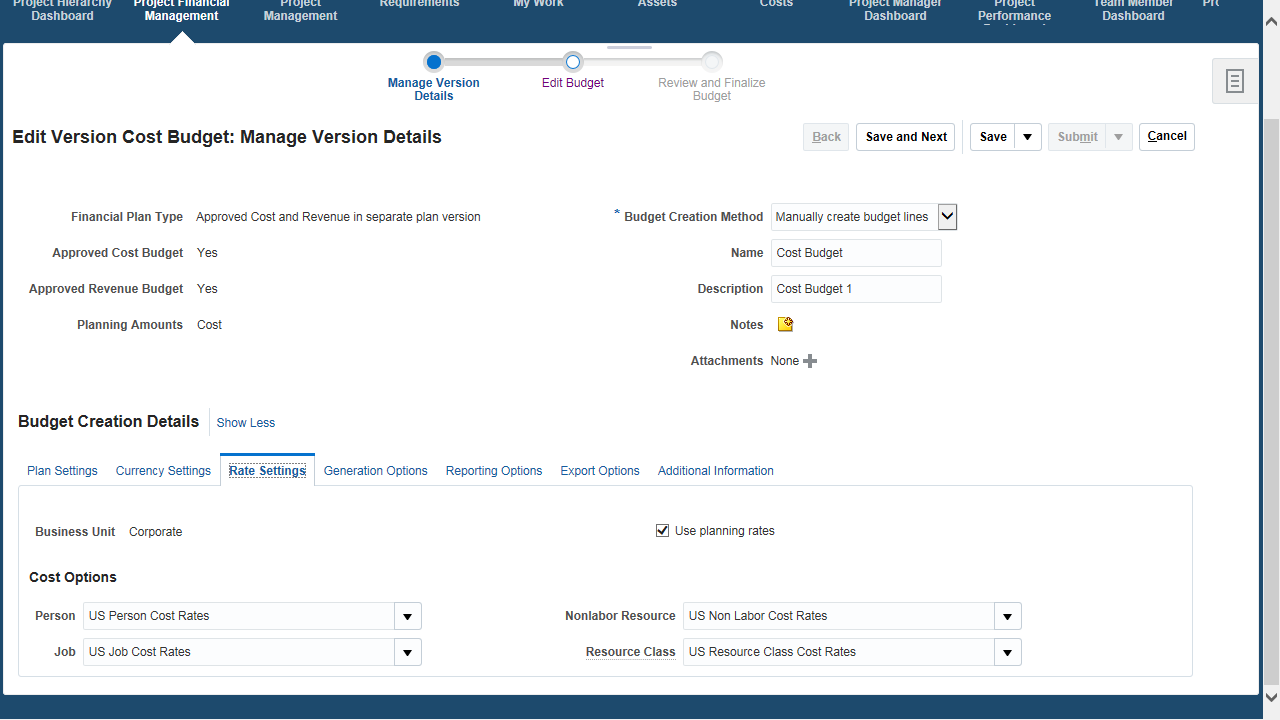 Project Hierarchy Dashboard
Project Financial Management
Project Management
Requirements
My Work
Assets
Costs
Project Manager Dashboard
Project Performance
Team Member Dashboard
Manage Version Details
Edit Budget
Review and Finalize Budget
Edit Version Cost Budget: Manage Version Details
Back
Save and Next
Save
Submit
Cancel
Financial Plan Type Approved Cost and Revenue in separate plan version
Approved Cost Budget Yes
Approved Revenue Budget Yes
Planning Amounts Cost
* Budget Creation Method Manually create budget lines
Name Cost Budget
Description Cost Budget 1
Notes
Attachments None
Budget Creation Details Show Less
Plan Settings Currency Settings Rate Settings Generation Options Reporting Options Export Options Additional Information
Business Unit Corporate
Use planning rates
Cost Options
Person US Person Cost Rates
Nonlabor Resource US Non Labor Cost Rates
Job US Job Cost Rates
Resource Class US Resource Class Cost Rates